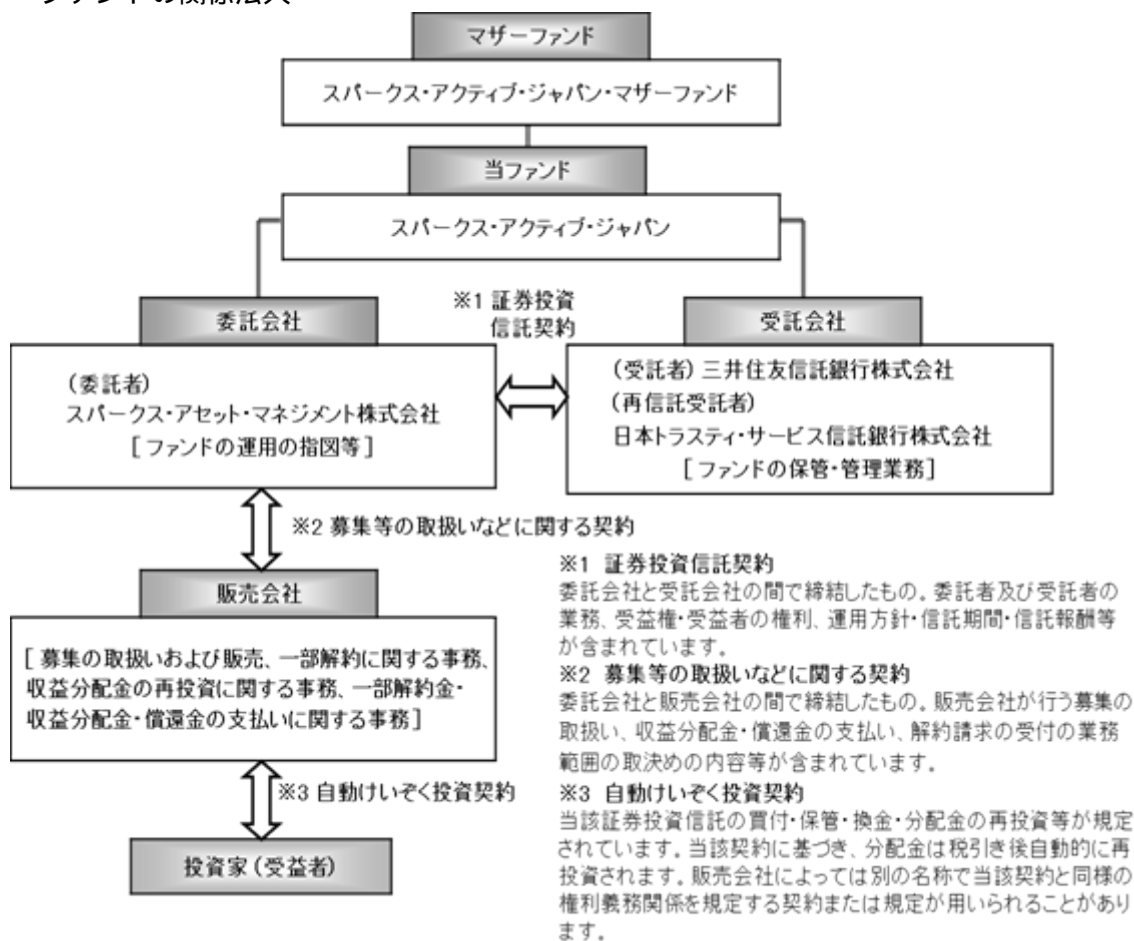 マザーファンド
スパークス・アクティブ・ジャパン・マザーファンド
当ファンド
スパークス・アクティブ・ジャパン
※1 証券投資
信託契約
委託会社
(委託者)
スパークス・アセット・マネジメント株式会社
[ファンドの運用の指図等]
受託会社
(受託者) 三井住友信託銀行株式会社
(再信託受託者)
日本トラスティ・サービス信託銀行株式会社
[ファンドの保管・管理業務]
※2 募集等の取扱いなどに関する契約
販売会社
[ 募集の取扱いおよび販売、一部解約に関する事務、
収益分配金の再投資に関する事務、一部解約金・
収益分配金・償還金の支払いに関する事務]
※3 自動けいぞく投資契約
投資家(受益者)
※1 証券投資信託契約
委託会社と受託会社の間で締結したもの。委託者及び受託者の
業務、受益権・受益者の権利、運用方針・信託期間・信託報酬等
が含まれています。
※2 募集等の取扱いなどに関する契約
委託会社と販売会社の間で締結したもの。販売会社が行う募集の
取扱い、収益分配金・償還金の支払い、解約請求の受付の業務
範囲の取決めの内容等が含まれています。
※3 自動けいぞく投資契約
当該証券投資信託の買付・保管・換金・分配金の再投資等が規定
されています。当該契約に基づき、分配金は税引き後自動的に再
投資されます。販売会社によっては別の名称で当該契約と同様の
権利義務関係を規定する契約または規定が用いられることがあり
ます。